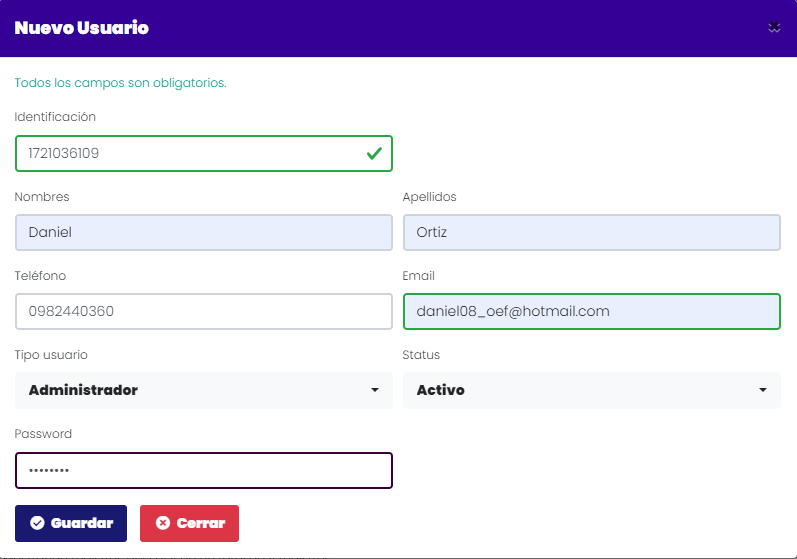 Nuevo Usuario
Todos los campos son obligatorios.
Identificación
1721036109
Nombres Apellidos
Daniel Ortiz
Teléfono Email
0982440360 daniel08_oef@hotmail.com
Tipo usuario Status
Administrador Activo
Password
••••••••
Guardar Cerrar